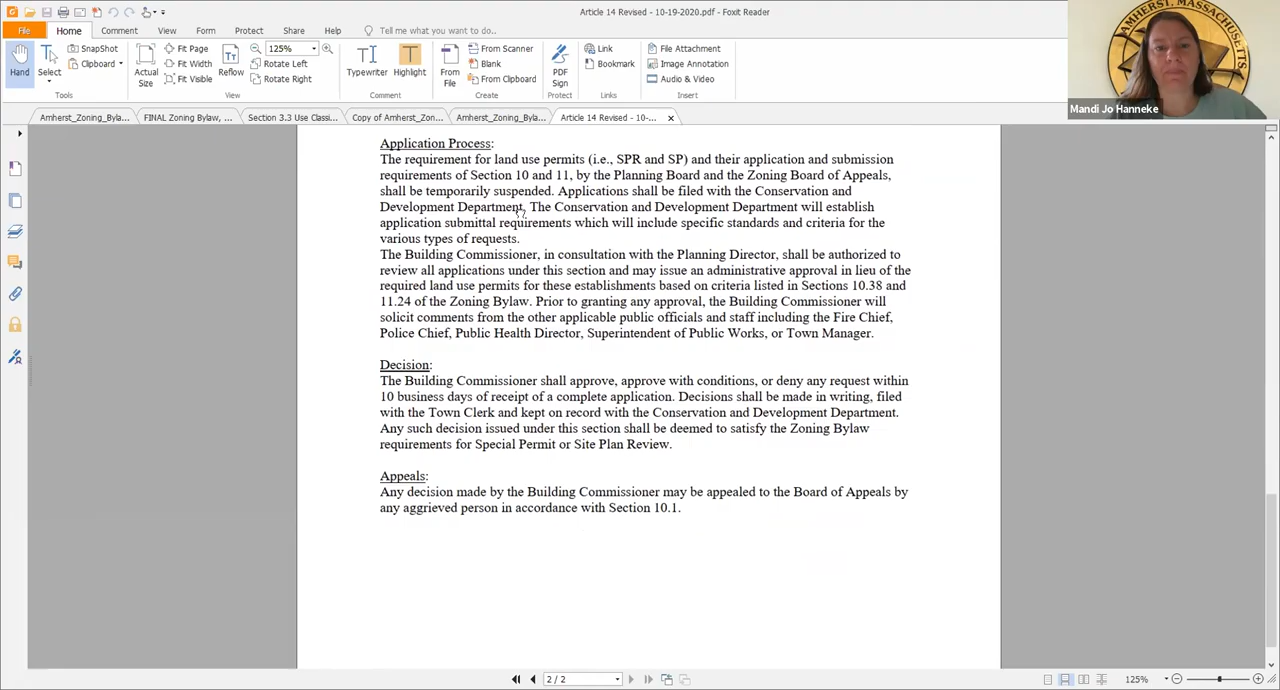 Article 14 Revised - 10-19-2020.pdf - Foxit Reader
File Home Comment View Form Protect Share Help Tell me what you want to do..
Hand
Select
SnapShot
Clipboard
Tools
Actual Size
Fit Page
Fit Width
Fit Visible
Reflow
125%
Rotate Left
Rotate Right
View
Typewriter
Highlight
Comment
From File
From Scanner
Blank
From Clipboard
Create
PDF Sign
Protect
Link
Bookmark
Links
File Attachment
Image Annotation
Audio & Video
Insert
AMHERST, MASSACHUSETTS
Mandi Jo Hanneke
Amherst_Zoning_Byla... FINAL Zoning Bylaw, ... Section 3.3 Use Classi... Copy of Amherst_Zon... Amherst_Zoning_Byla... Article 14 Revised - 10-...
Application Process:
The requirement for land use permits (i.e., SPR and SP) and their application and submission
requirements of Section 10 and 11, by the Planning Board and the Zoning Board of Appeals,
shall be temporarily suspended. Applications shall be filed with the Conservation and
Development Department. The Conservation and Development Department will establish
application submittal requirements which will include specific standards and criteria for the
various types of requests.
The Building Commissioner, in consultation with the Planning Director, shall be authorized to
review all applications under this section and may issue an administrative approval in lieu of the
required land use permits for these establishments based on criteria listed in Sections 10.38 and
11.24 of the Zoning Bylaw. Prior to granting any approval, the Building Commissioner will
solicit comments from the other applicable public officials and staff including the Fire Chief,
Police Chief, Public Health Director, Superintendent of Public Works, or Town Manager.
Decision:
The Building Commissioner shall approve, approve with conditions, or deny any request within
10 business days of receipt of a complete application. Decisions shall be made in writing, filed
with the Town Clerk and kept on record with the Conservation and Development Department.
Any such decision issued under this section shall be deemed to satisfy the Zoning Bylaw
requirements for Special Permit or Site Plan Review.
Appeals:
Any decision made by the Building Commissioner may be appealed to the Board of Appeals by
any aggrieved person in accordance with Section 10.1.
2 / 2
125%